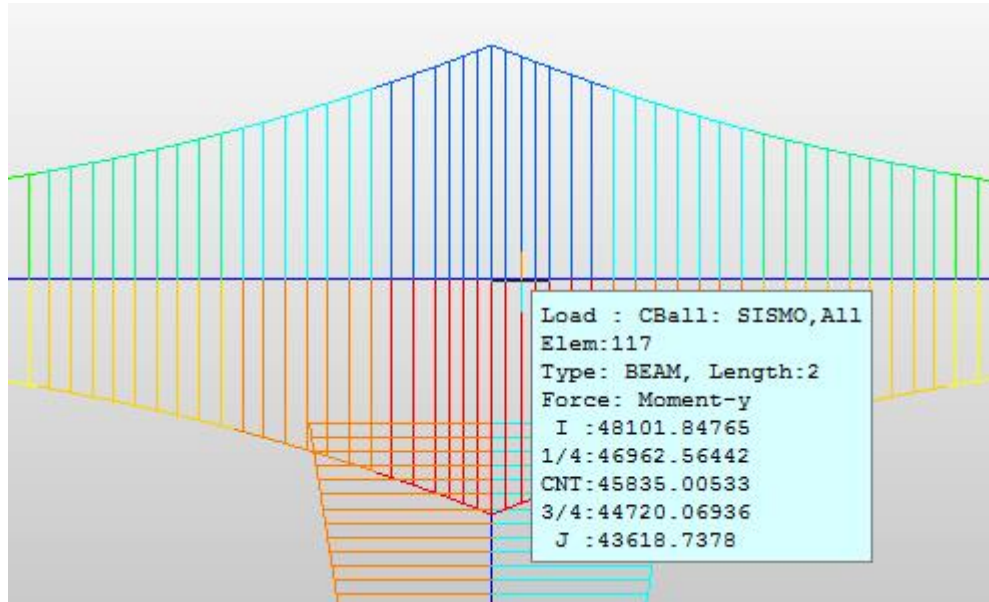 Load : CBall: SISMO,All
Elem:117
Type: BEAM, Length:2
Force: Moment-y
I :48101.84765
1/4:46962.56442
CNT:45835.00533
3/4:44720.06936
J :43618.7378